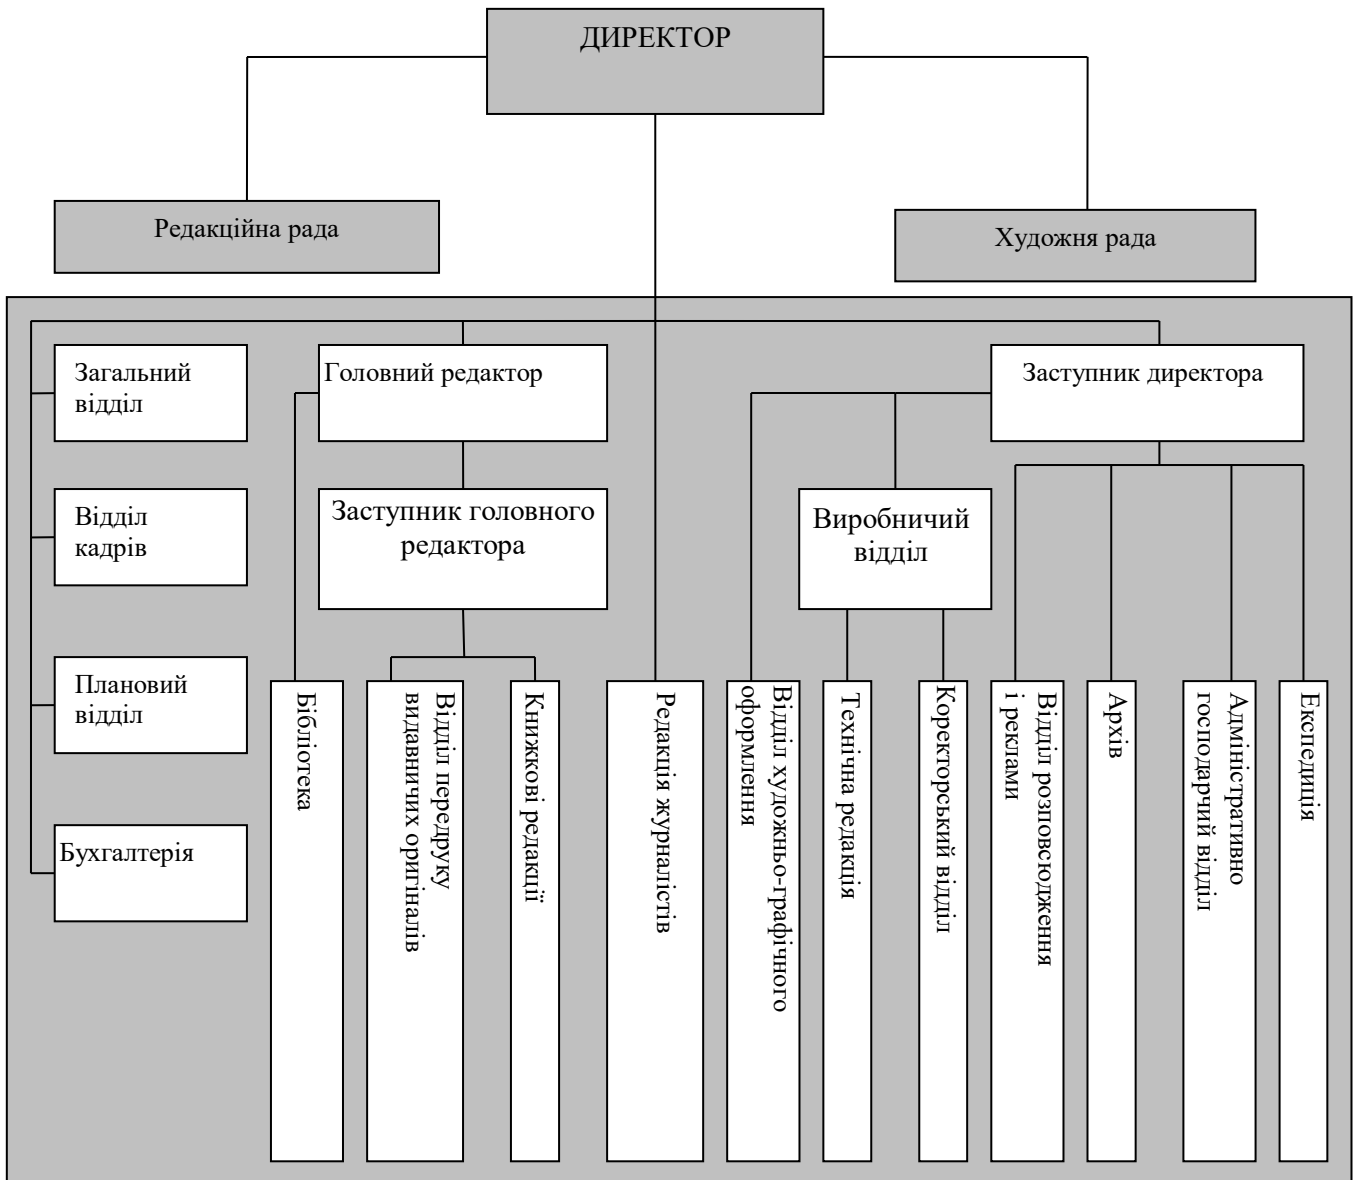 ДИРЕКТОР
Редакційна рада
Художня рада
Загальний
відділ
Головний редактор
Заступник директора
Відділ
кадрів
Заступник головного
редактора
Виробничий
відділ
Плановий
відділ
Бухгалтерія
Бібліотека
Відділ передруку
видавничих оригіналів
Книжкові редакції
Редакція журналістів
Відділ художньо-графічного
оформлення
Технічна редакція
Коректорський відділ
Відділ розповсюдження
і реклами
Архів
Адміністративно
господарчий відділ
Експедиція